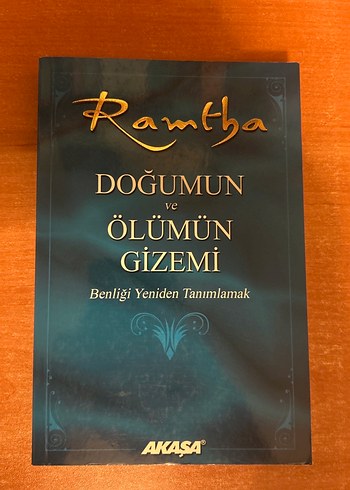 Ramtha
DOĞUMUN
ve
ÖLÜMÜN
GİZEMİ
Benliği Yeniden Tanımlamak
AKAŞA®